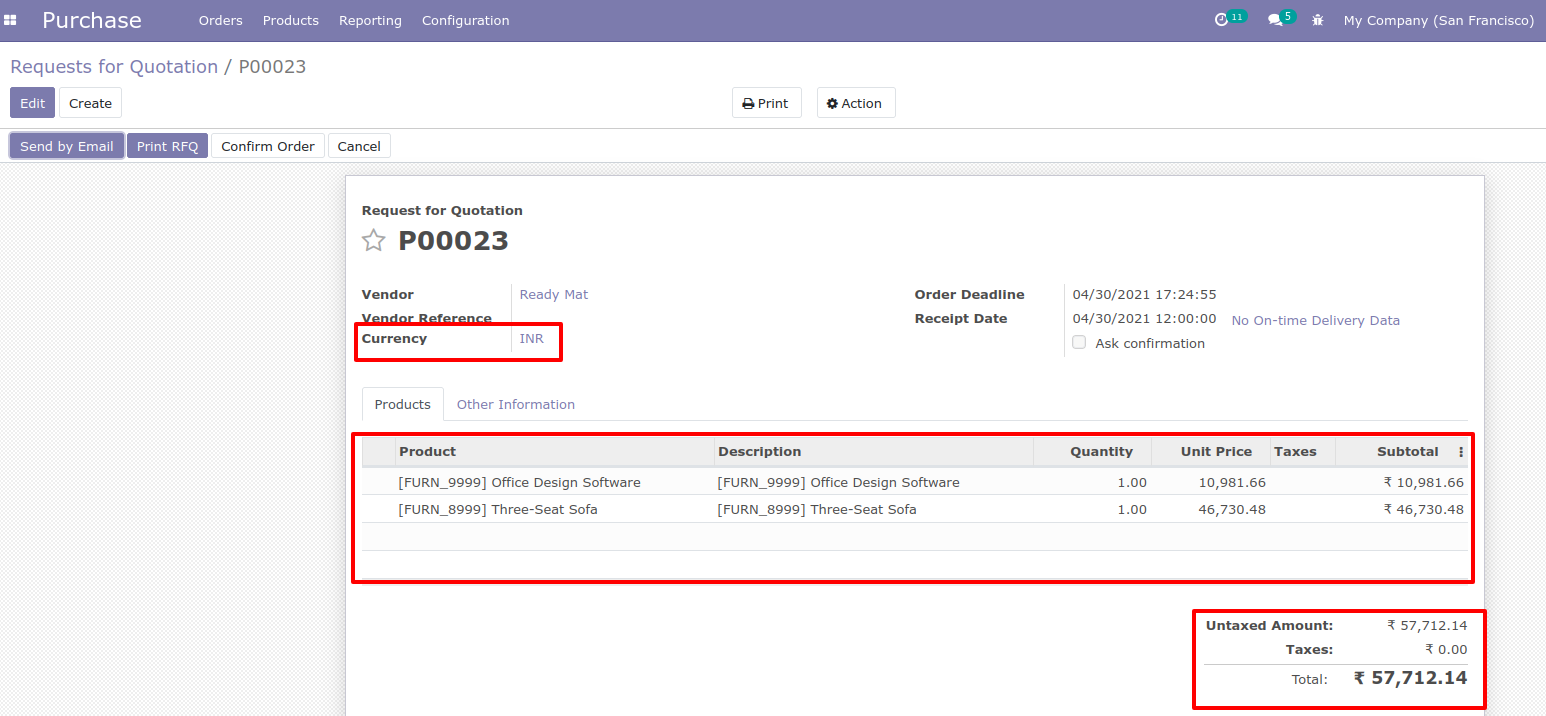 Purchase Orders Products Reporting Configuration 11 5 My Company (San Francisco)
Requests for Quotation / P00023
Edit Create Print Action
Send by Email Print RFQ Confirm Order Cancel
Request for Quotation
P00023
Vendor Ready Mat Order Deadline 04/30/2021 17:24:55
Vendor Reference Receipt Date 04/30/2021 12:00:00 No On-time Delivery Data
Currency INR Ask confirmation
Products Other Information
Product Description Quantity Unit Price Taxes Subtotal
[FURN_9999] Office Design Software [FURN_9999] Office Design Software 1.00 10,981.66 ₹ 10,981.66
[FURN_8999] Three-Seat Sofa [FURN_8999] Three-Seat Sofa 1.00 46,730.48 ₹ 46,730.48
Untaxed Amount: ₹ 57,712.14
Taxes: ₹ 0.00
Total: ₹ 57,712.14